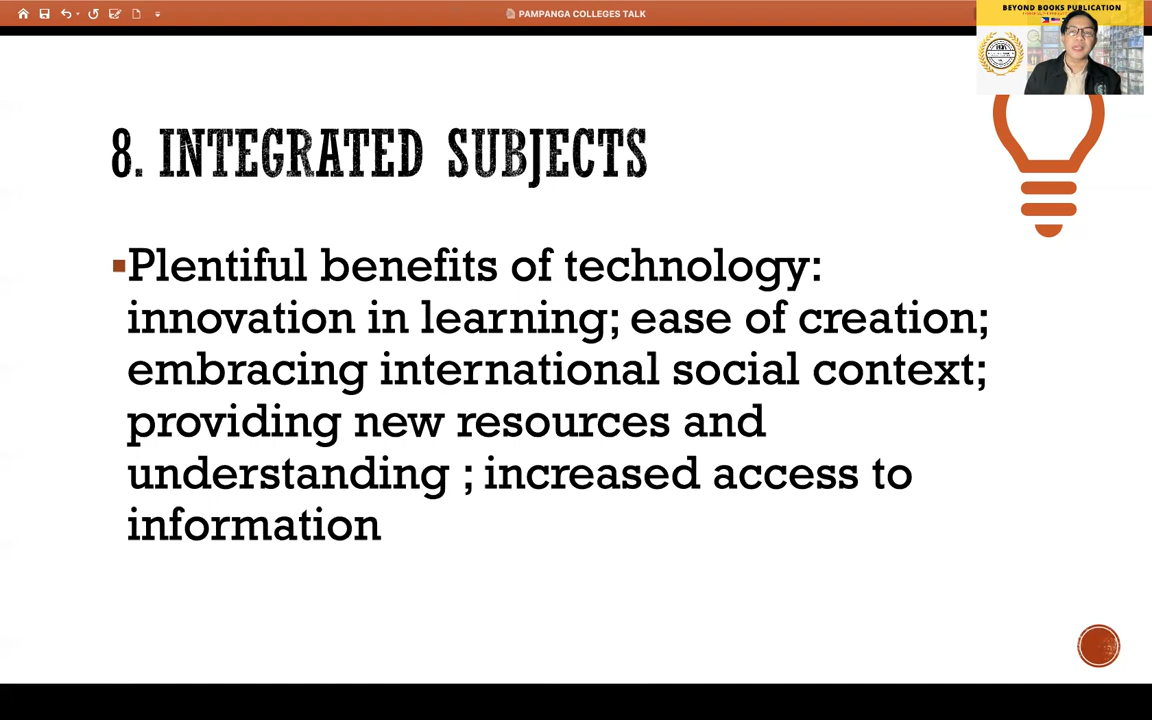 PAMPANGA COLLEGES TALK
BEYOND BOOKS PUBLICATION
8. INTEGRATED SUBJECTS
▪Plentiful benefits of technology:
innovation in learning; ease of creation;
embracing international social context;
providing new resources and
understanding ; increased access to
information